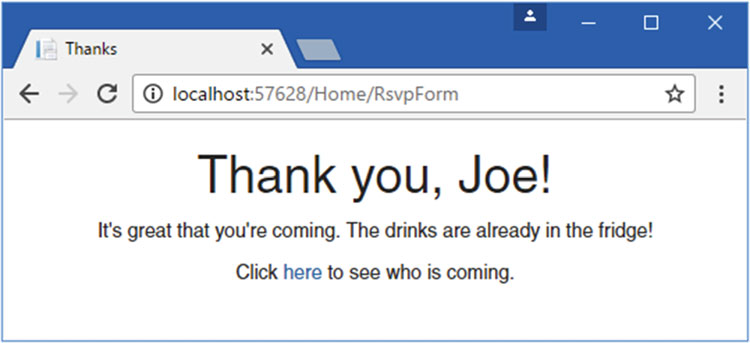 Thanks
localhost:57628/Home/RsvpForm
Thank you, Joe!
It's great that you're coming. The drinks are already in the fridge!
Click here to see who is coming.